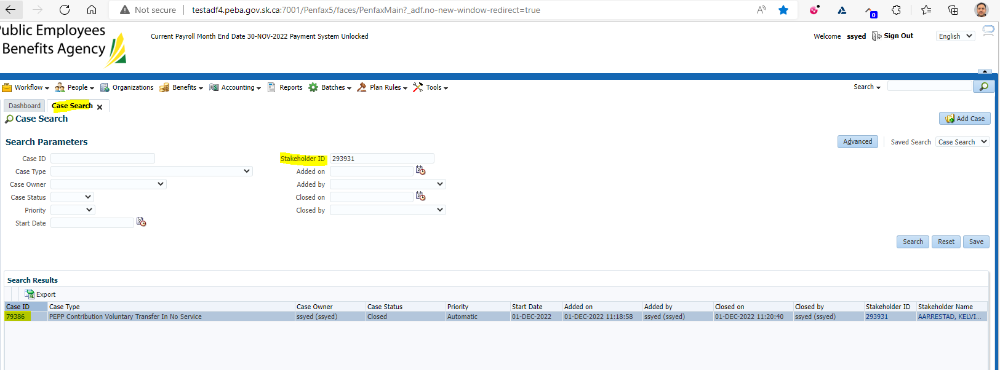 Not secure testadf4.peba.gov.sk.ca:7001/Penfax5/faces/PenfaxMain?_adf.no-new-window-redirect=true
0
Public Employees
Benefits Agency
Current Payroll Month End Date 30-NOV-2022 Payment System Unlocked
Welcome ssyed Sign Out English
Workflow People Organizations Benefits Accounting Reports Batches Plan Rules Tools Search
Dashboard Case Search
Case Search Add Case
Search Parameters Advanced Saved Search Case Search
Case ID Stakeholder ID 293931
Case Type Added on
Case Owner Added by
Case Status Closed on
Priority Closed by
Start Date
Search Reset Save
Search Results
Export
Case ID Case Type Case Owner Case Status Priority Start Date Added on Added by Closed on Closed by Stakeholder ID Stakeholder Name
79386 PEPP Contribution Voluntary Transfer In No Service ssyed (ssyed) Closed Automatic 01-DEC-2022 01-DEC-2022 11:18:58 ssyed (ssyed) 01-DEC-2022 11:20:40 ssyed (ssyed) 293931 AARRESTAD, KELVI...